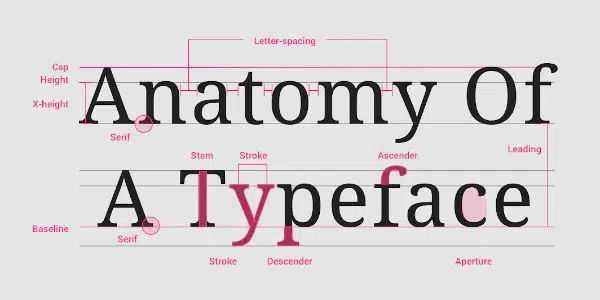 Letter-spacing
Cap
Height
X-height
Anatomy Of
Serif
Leading
Stem
Stroke
Ascender
A Typeface
Baseline
Serif
Stroke
Descender
Aperture